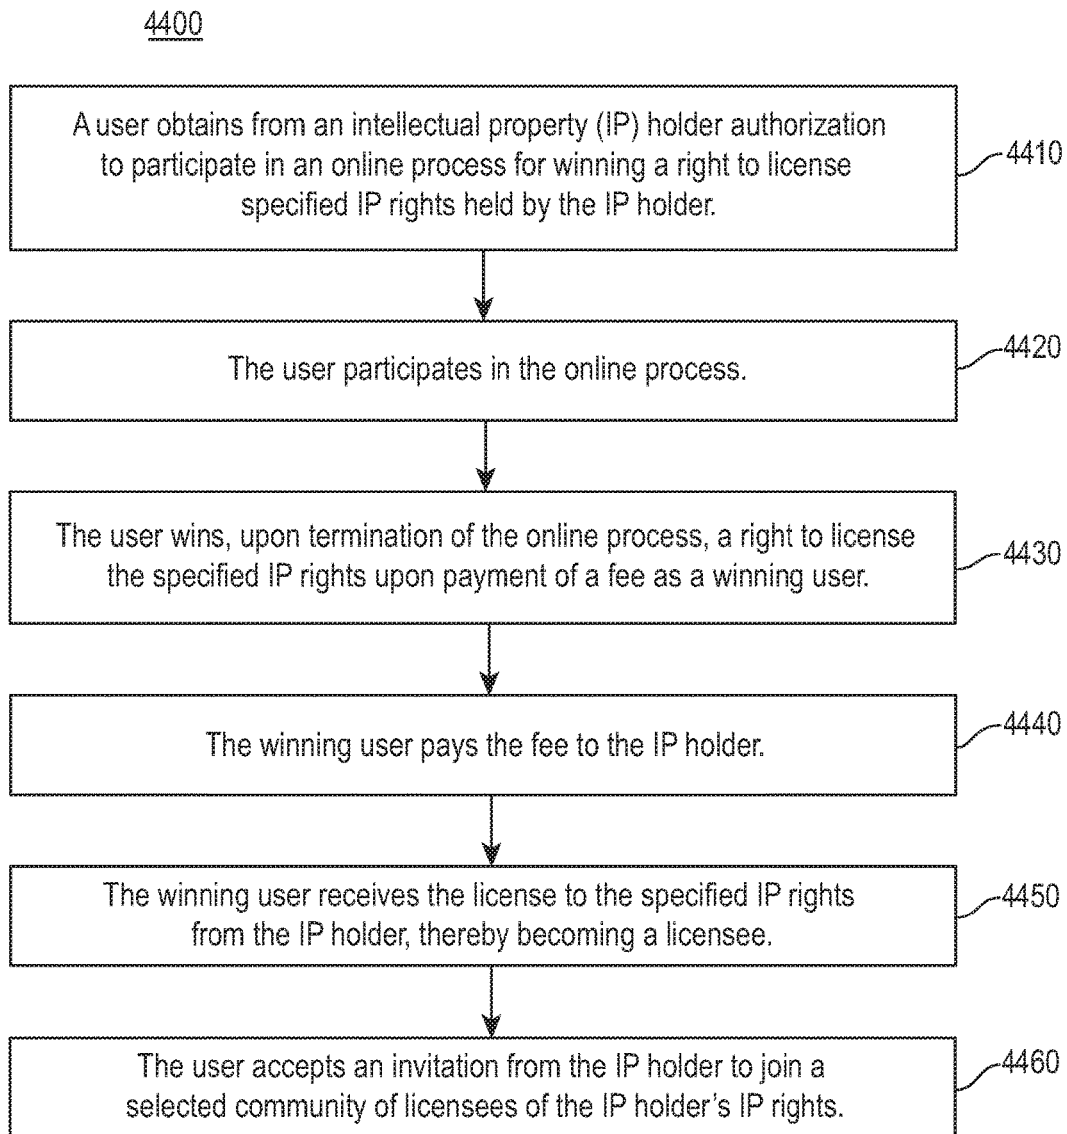 4400
A user obtains from an intellectual property (IP) holder authorization
to participate in an online process for winning a right to license
specified IP rights held by the IP holder.
4410
The user participates in the online process.
4420
The user wins, upon termination of the online process, a right to license
the specified IP rights upon payment of a fee as a winning user.
4430
The winning user pays the fee to the IP holder.
4440
The winning user receives the license to the specified IP rights
from the IP holder, thereby becoming a licensee.
4450
The user accepts an invitation from the IP holder to join a
selected community of licensees of the IP holder's IP rights.
4460